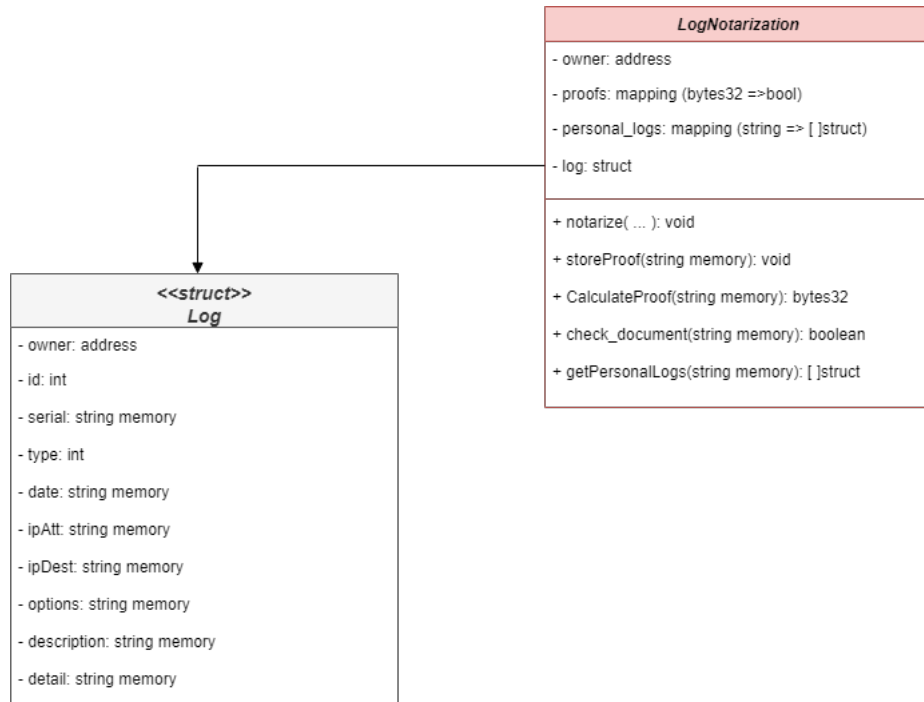 LogNotarization
- owner: address
- proofs: mapping (bytes32 =>bool)
- personal_logs: mapping (string => [ ]struct)
- log: struct
+ notarize( ... ): void
+ storeProof(string memory): void
+ CalculateProof(string memory): bytes32
+ check_document(string memory): boolean
+ getPersonalLogs(string memory): [ ]struct
<<struct>>
Log
- owner: address
- id: int
- serial: string memory
- type: int
- date: string memory
- ipAtt: string memory
- ipDest: string memory
- options: string memory
- description: string memory
- detail: string memory